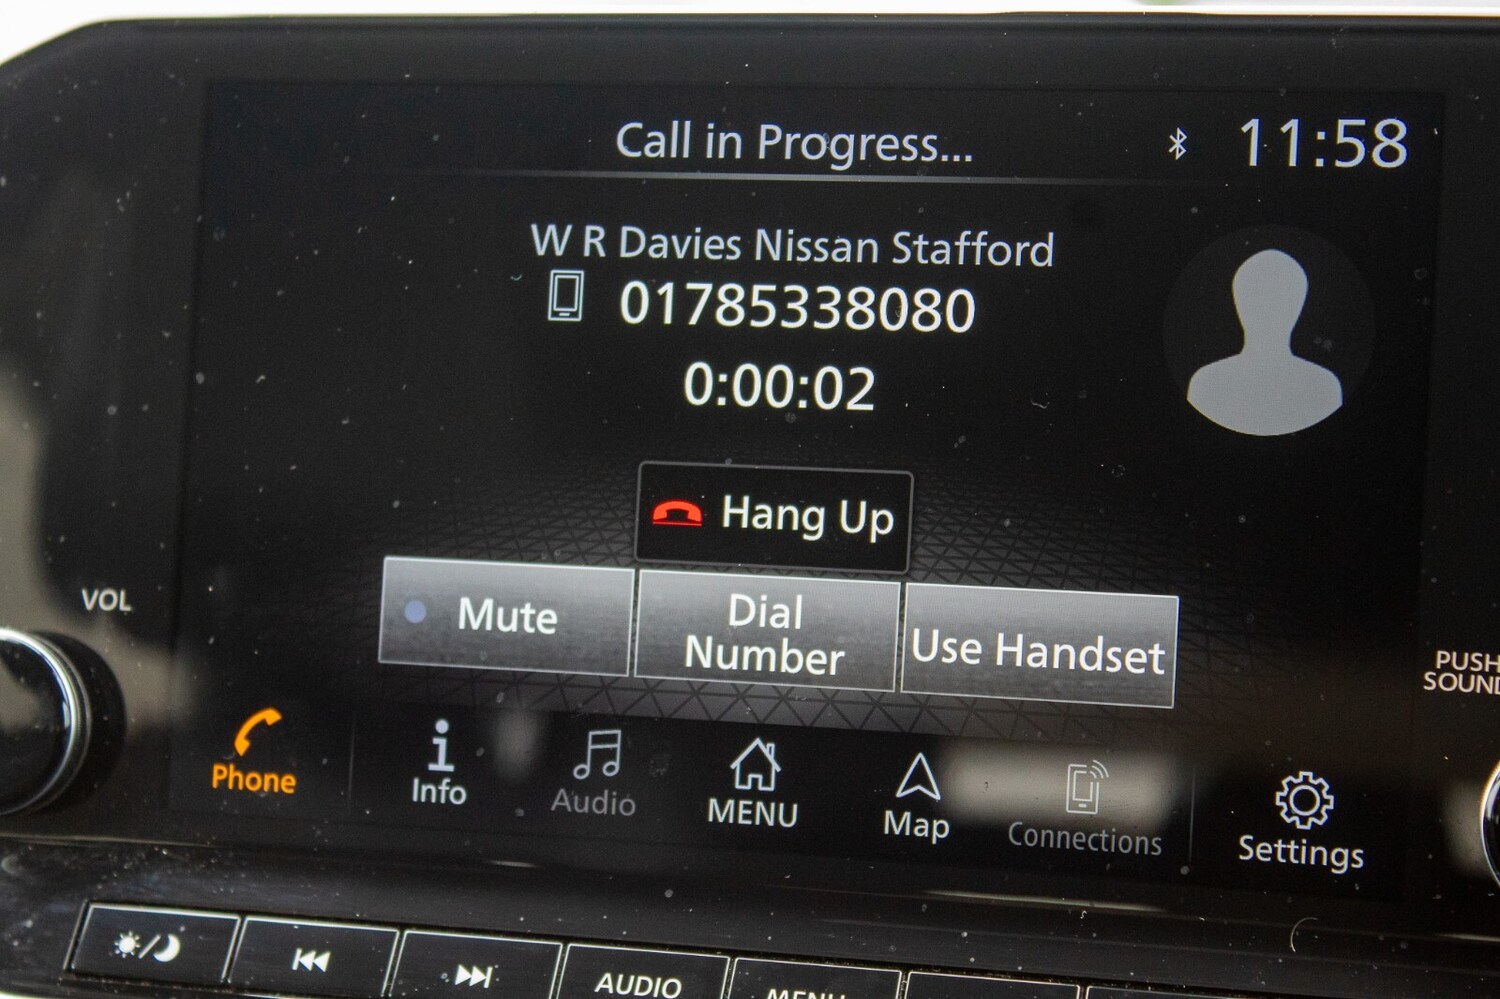 Call in Progress...
11:58
W R Davies Nissan Stafford
01785338080
0:00:02
Hang Up
Mute
Dial
Number
Use Handset
VOL
PUSH
SOUND
Phone
Info
Audio
MENU
Map
Connections
Settings
AUDIO
MENU